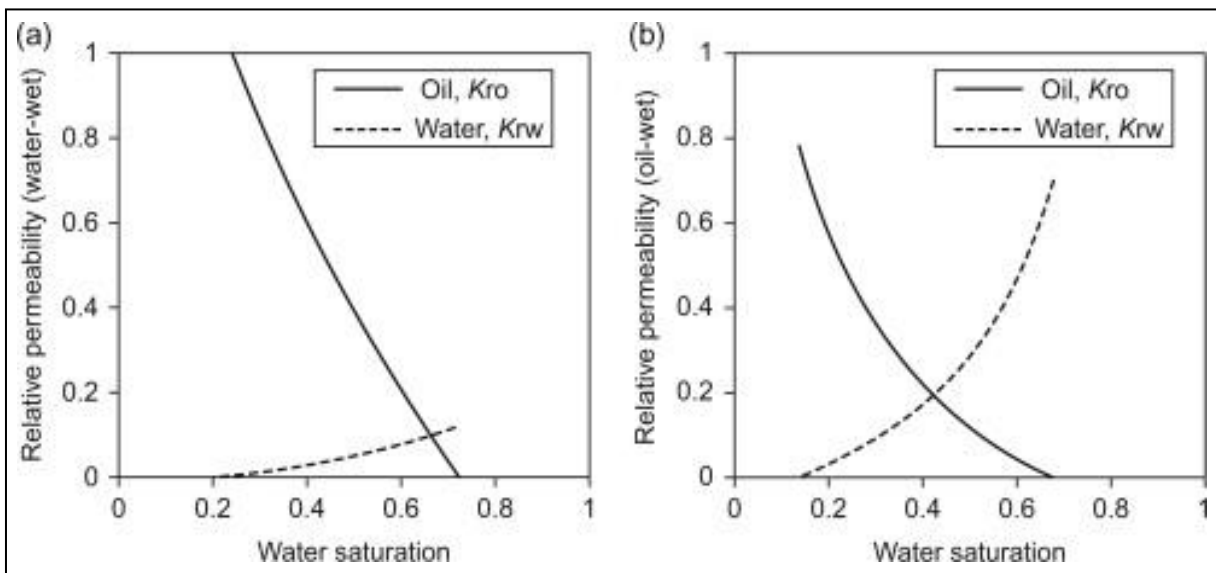 (a)
Relative permeability (water-wet)
1
0.8
0.6
0.4
0.2
0
Oil, Kro
Water, Krw
0
0.2
0.4
0.6
0.8
1
Water saturation
(b)
Relative permeability (oil-wet)
1
0.8
0.6
0.4
0.2
0
Oil, Kro
Water, Krw
0
0.2
0.4
0.6
0.8
1
Water saturation